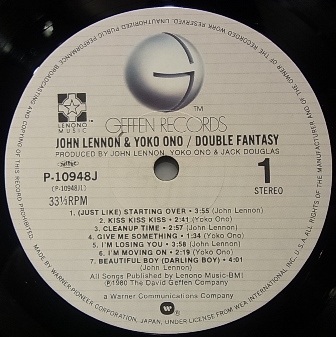 TM
GEFFEN RECORDS
LENONO
MUSIC
JOHN LENNON & YOKO ONO / DOUBLE FANTASY
PRODUCED BY JOHN LENNON, YOKO ONO & JACK DOUGLAS
P-10948J
(P-10948J1)
33⅓RPM
1
STEREO
1. (JUST LIKE) STARTING OVER • 3:55 (John Lennon)
2. KISS KISS KISS • 2:41 (Yoko Ono)
3. CLEANUP TIME • 2:57 (John Lennon)
4. GIVE ME SOMETHING • 1:34 (Yoko Ono)
5. I'M LOSING YOU • 3:58 (John Lennon)
6. I'M MOVING ON • 2:19 (Yoko Ono)
7. BEAUTIFUL BOY (DARLING BOY) • 4:01
(John Lennon)
All Songs Published by Lenono Music-BMI
Ⓟ1980 The David Geffen Company
a Warner Communications Company
MADE BY WARNER-PIONEER CORPORATION, JAPAN, UNDER LICENSE FROM WEA INTERNATIONAL INC. U.S.A
ALL RIGHTS OF THE MANUFACTURER AND OF THE OWNER OF THE RECORDED WORK RESERVED. UNAUTHORIZED PUBLIC PERFORMANCE BROADCASTING AND COPYING OF THIS RECORD PROHIBITED.